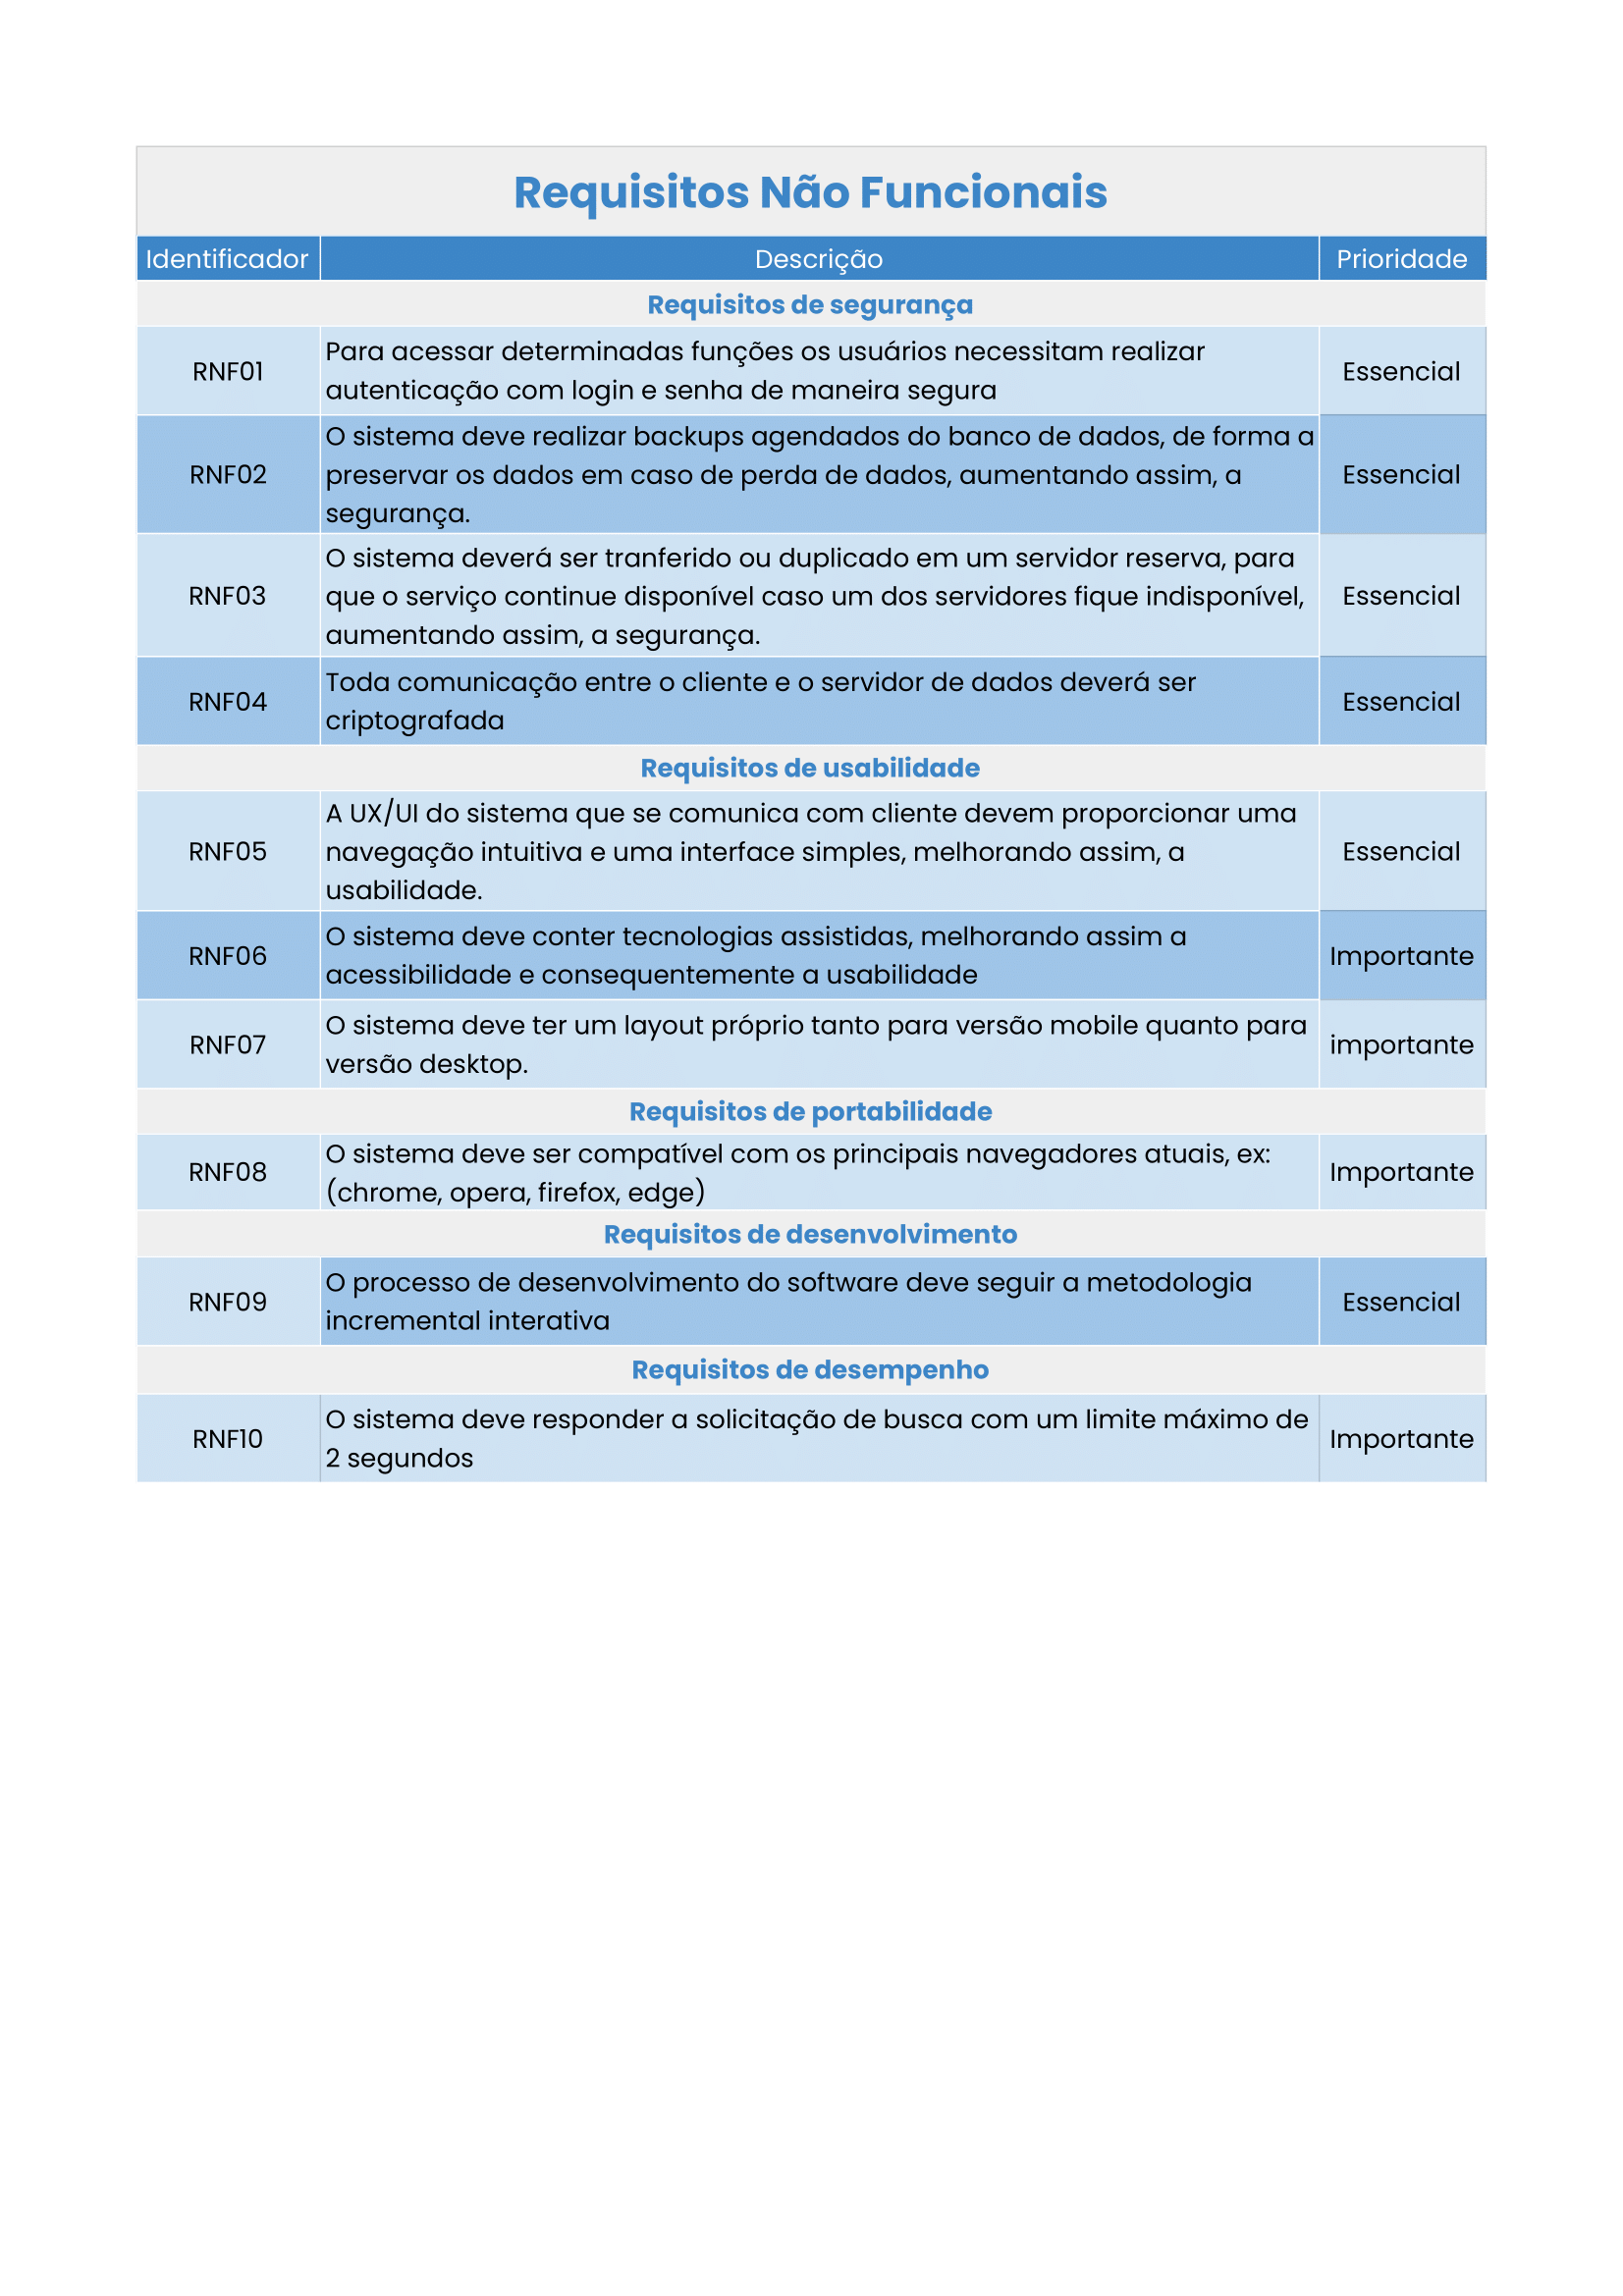 Requisitos Não Funcionais
Identificador Descrição Prioridade
Requisitos de segurança
RNF01 Para acessar determinadas funções os usuários necessitam realizar Essencial
autenticação com login e senha de maneira segura
O sistema deve realizar backups agendados do banco de dados, de forma a
RNF02 preservar os dados em caso de perda de dados, aumentando assim, a Essencial
segurança.
O sistema deverá ser tranferido ou duplicado em um servidor reserva, para
RNF03 que o serviço continue disponível caso um dos servidores fique indisponível, Essencial
aumentando assim, a segurança.
RNF04 Toda comunicação entre o cliente e o servidor de dados deverá ser Essencial
criptografada
Requisitos de usabilidade
A UX/UI do sistema que se comunica com cliente devem proporcionar uma
RNF05 navegação intuitiva e uma interface simples, melhorando assim, a Essencial
usabilidade.
RNF06 O sistema deve conter tecnologias assistidas, melhorando assim a Importante
acessibilidade e consequentemente a usabilidade
RNF07 O sistema deve ter um layout próprio tanto para versão mobile quanto para importante
versão desktop.
Requisitos de portabilidade
RNF08 O sistema deve ser compatível com os principais navegadores atuais, ex: Importante
(chrome, opera, firefox, edge)
Requisitos de desenvolvimento
RNF09 O processo de desenvolvimento do software deve seguir a metodologia Essencial
incremental interativa
Requisitos de desempenho
RNF10 O sistema deve responder a solicitação de busca com um limite máximo de Importante
2 segundos